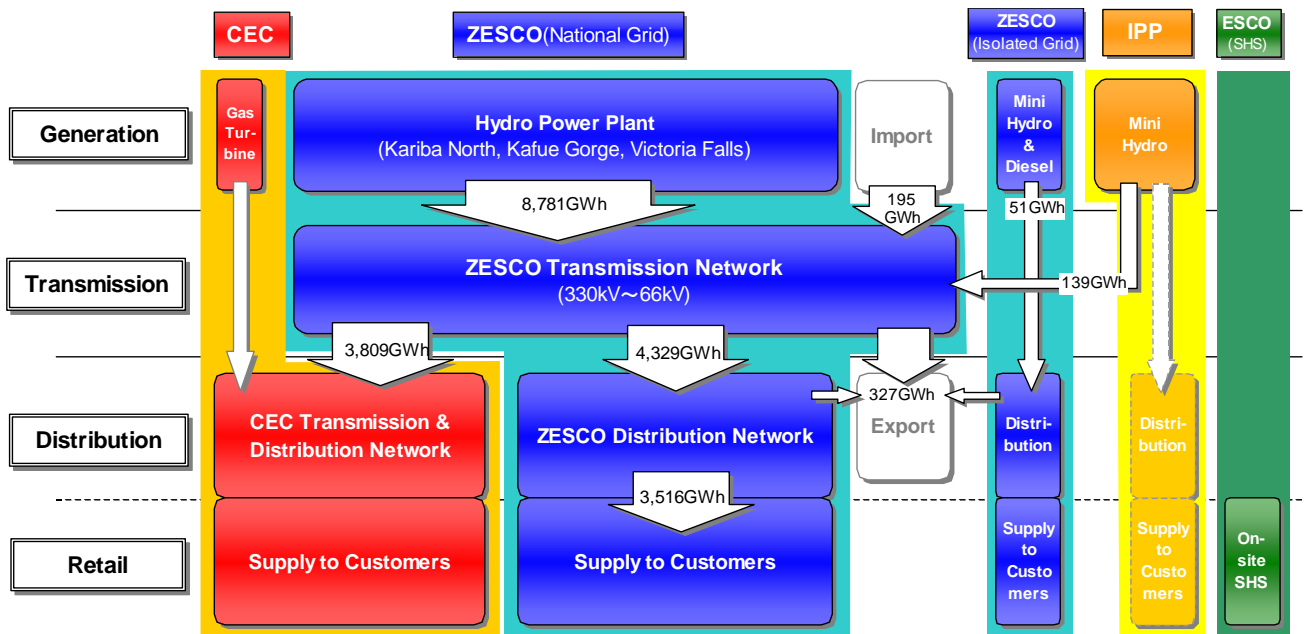 CEC
ZESCO(National Grid)
ZESCO
(Isolated Grid)
IPP
ESCO
(SHS)
Generation
Gas
Tur-
bine
Hydro Power Plant
(Kariba North, Kafue Gorge, Victoria Falls)
Import
Mini
Hydro
&
Diesel
Mini
Hydro
8,781GWh
195
GWh
51GWh
Transmission
ZESCO Transmission Network
(330kV～66kV)
139GWh
3,809GWh
4,329GWh
327GWh
Distribution
CEC Transmission &
Distribution Network
ZESCO Distribution Network
Export
Distri-
bution
Distri-
bution
3,516GWh
Retail
Supply to Customers
Supply to Customers
Supply
to
Custo
mers
Supply
to
Custo
mers
On-
site
SHS